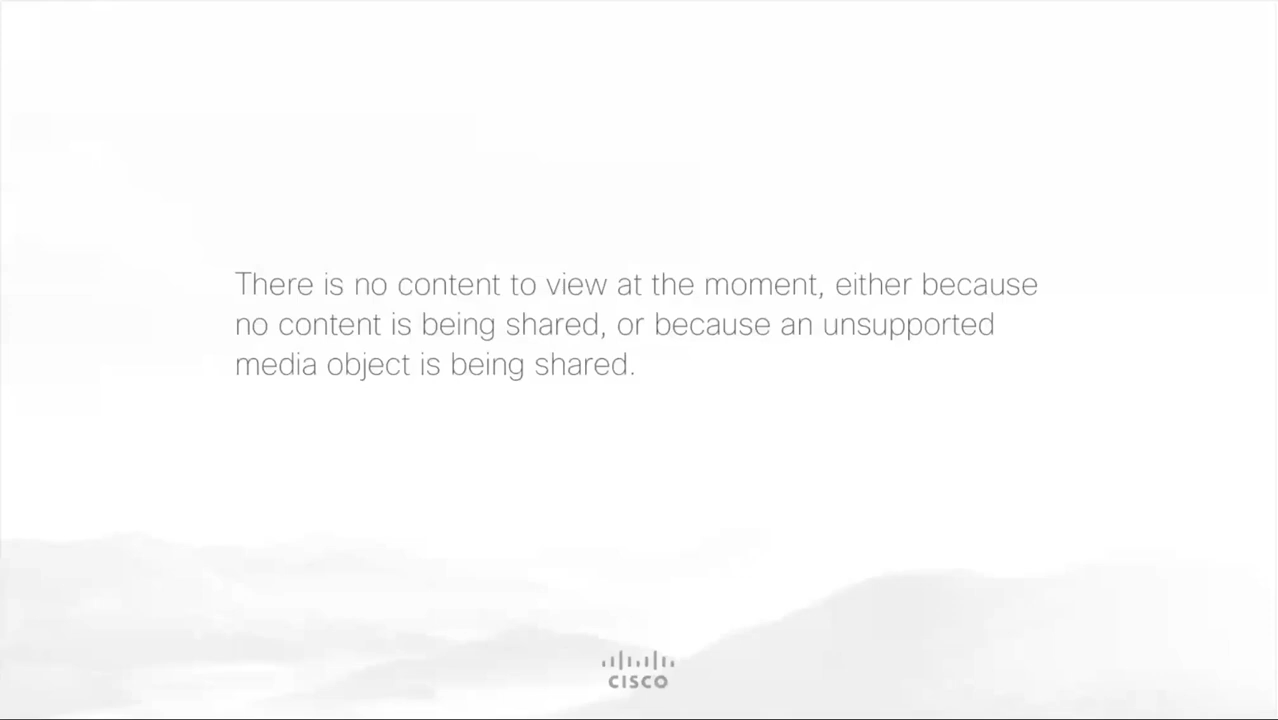 There is no content to view at the moment, either because
no content is being shared, or because an unsupported
media object is being shared.
CISCO